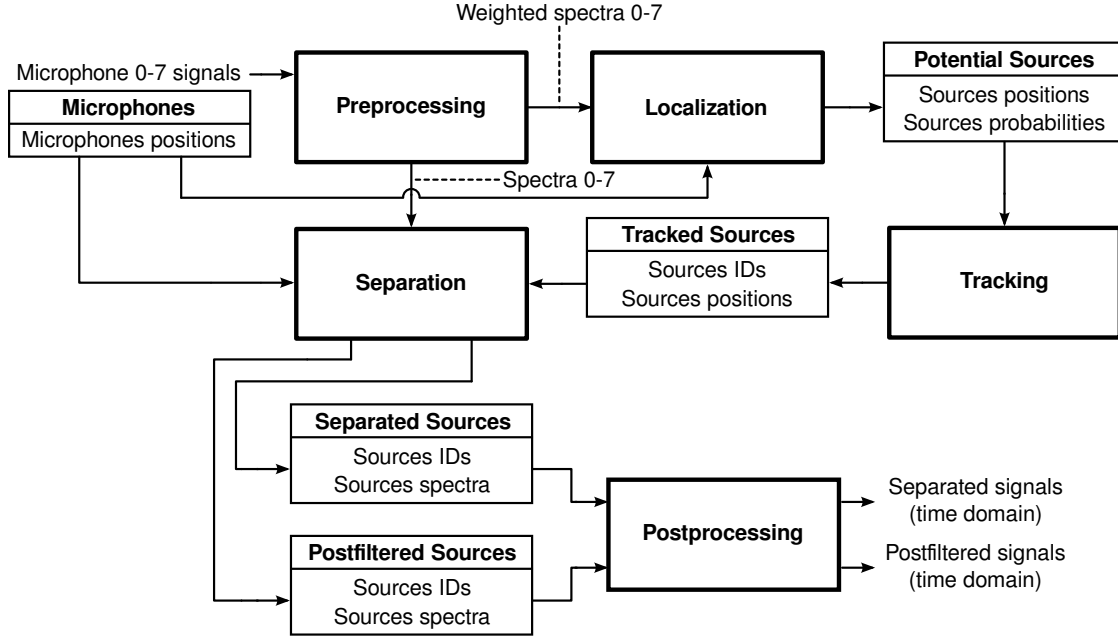 Weighted spectra 0-7
Microphone 0-7 signals
Microphones
Microphones positions
Preprocessing
Localization
Potential Sources
Sources positions
Sources probabilities
Spectra 0-7
Separation
Tracked Sources
Sources IDs
Sources positions
Tracking
Separated Sources
Sources IDs
Sources spectra
Postfiltered Sources
Sources IDs
Sources spectra
Postprocessing
Separated signals
(time domain)
Postfiltered signals
(time domain)